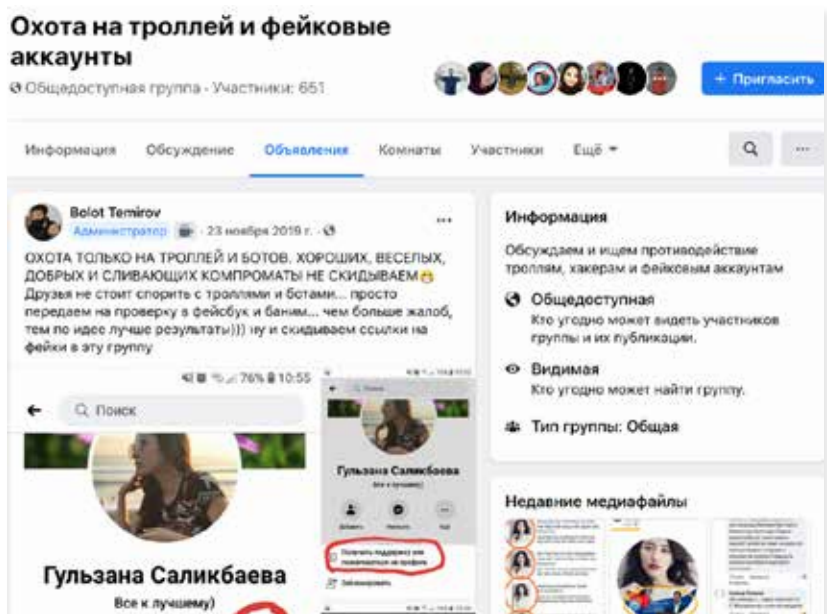 Охота на троллей и фейковые
аккаунты
Общедоступная группа · Участники: 651
+ Пригласить
Информация
Обсуждение
Объявления
Комнаты
Участники
Ещё
Bolot Temirov
Администратор · 23 ноября 2019 г. ·
ОХОТА ТОЛЬКО НА ТРОЛЛЕЙ И БОТОВ. ХОРОШИХ, ВЕСЕЛЫХ,
ДОБРЫХ И СЛИВАЮЩИХ КОМПРОМАТЫ НЕ СКИДЫВАЕМ
Друзья не стоит спорить с троллями и ботами... просто
передаем на проверку в фейсбук и баним... чем больше жалоб,
тем по идее лучше результаты))) ну и скидываем ссылки на
фейки в эту группу
76% 10:55
Поиск
Гульзана Саликбаева
Все к лучшему)
Гульзана Саликбаева
Все к лучшему)
Получить поддержку или
пожаловаться на профиль
Заблокировать
Информация
Обсуждаем и ищем противодействие
троллям, хакерам и фейковым аккаунтам
Общедоступная
Кто угодно может видеть участников
группы и их публикации.
Видимая
Кто угодно может найти группу.
Тип группы: Общая
Недавние медиафайлы